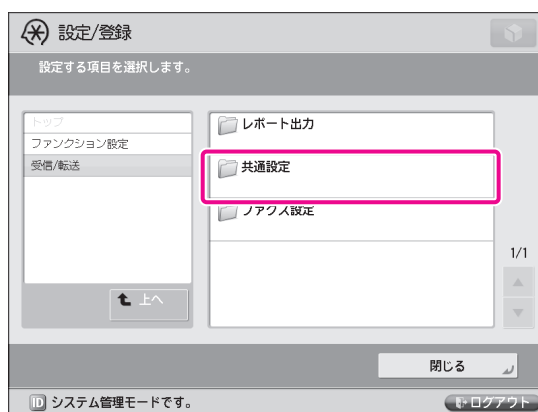 設定/登録
設定する項目を選択します。
トップ
ファンクション設定
受信/転送
上へ
レポート出力
共通設定
ファクス設定
1/1
閉じる
ID システム管理モードです。
ログアウト